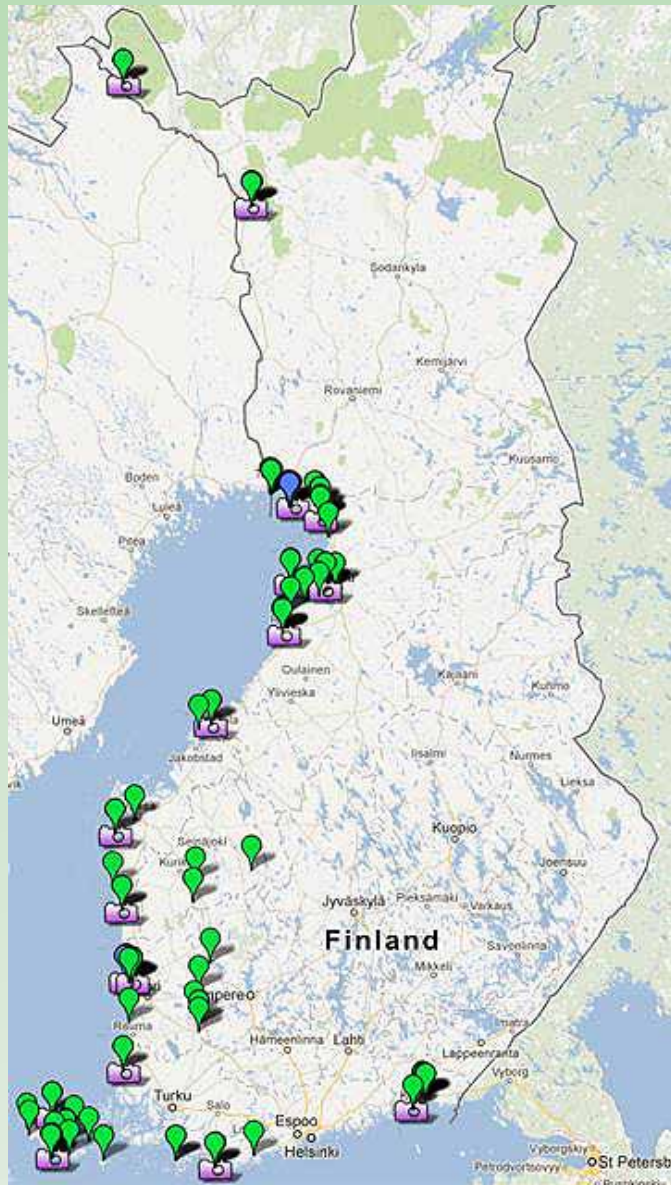 Sodankyla
Kemijärvi
Rovaniemi
Kuusamo
Boden
Luleå
Piteå
Skellefteå
Oulainen
Kajaani
Ylivieska
Kuhmo
Umeå
Jakobstad
Iisalmi
Nurmes
Lieksa
Kuopio
Seinäjoki
Joensuu
Jyväskylä
Pieksämäki
Varkaus
Finland
Savonlinna
Mikkeli
Rauma
Imatra
Hämeenlinna
Lahti
Lappeenranta
Vyborg
Turku
Salo
Espoo
Helsinki
Vyborgskiy
St Petersb
Petrodvortsovyy
Pushkinski